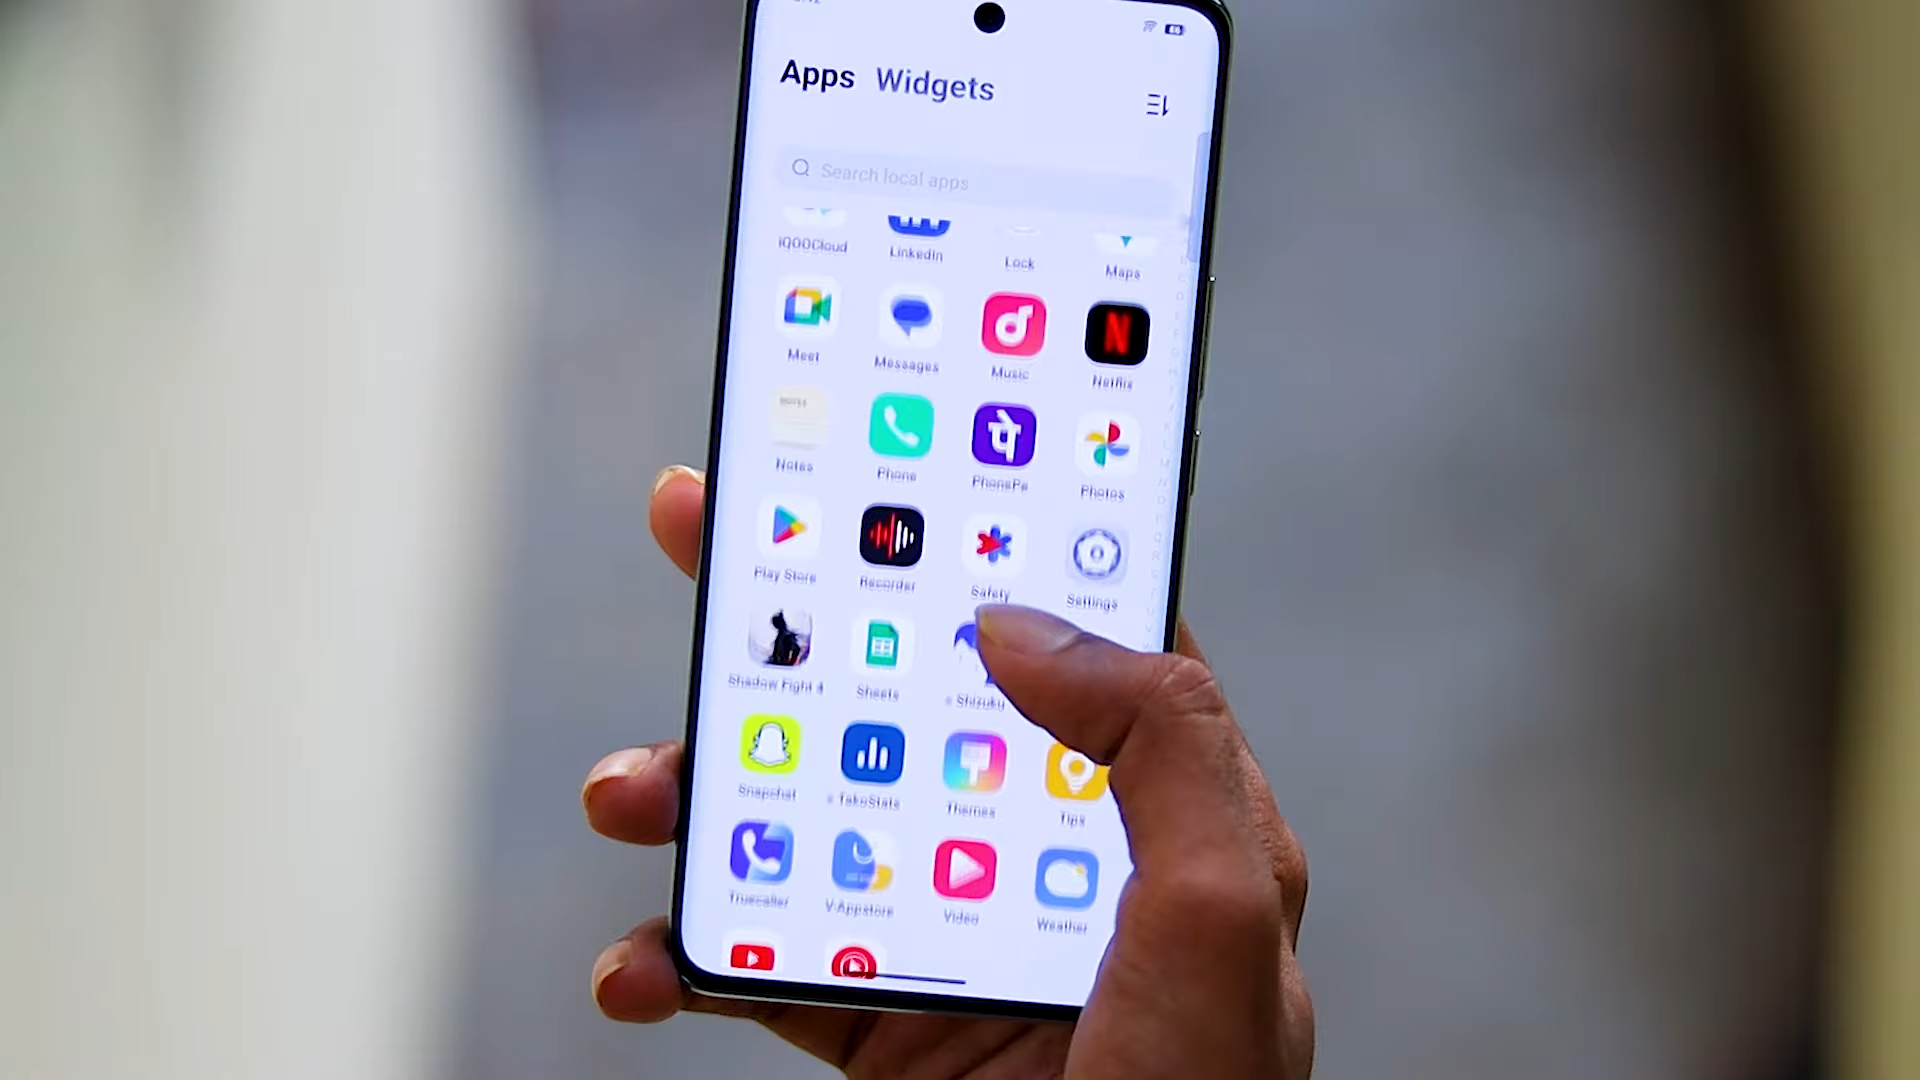 Apps Widgets
Search local apps
iQOOCloud LinkedIn Lock Maps
N
Meet Messages Music Netflix
NOTES
पे
Notes Phone PhonePe Photos
Play Store Recorder Safety Settings
Shadow Fight 4 Sheets Shizuku
Snapchat TakoStats Themes Tips
Truecaller V-Appstore Video Weather